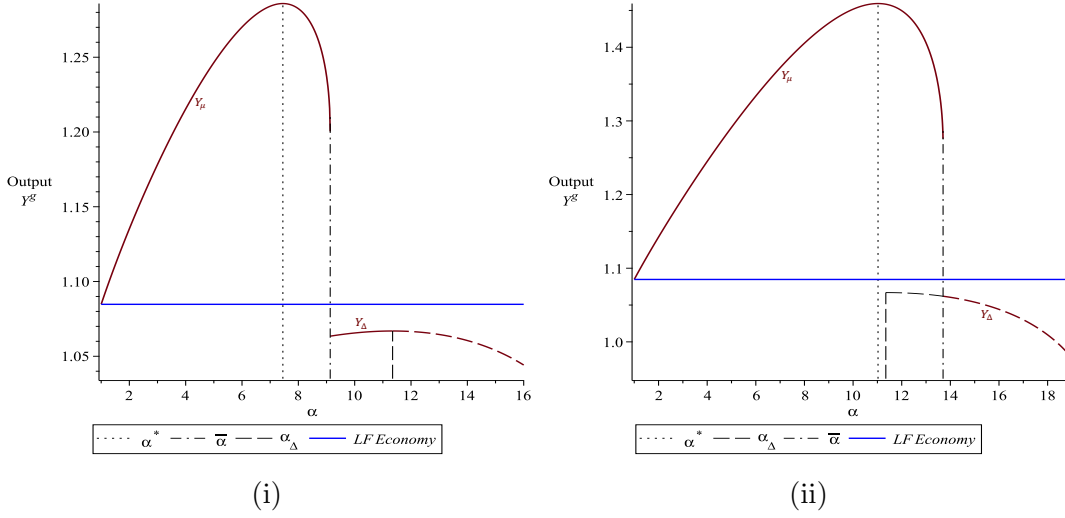 1.25
1.20
Output
Y^g
1.15
1.10
1.05
Y_μ
Y_Δ
2 4 6 8 10 12 14 16
α
α* α̅ α_Δ LF Economy
(i)
1.4
1.3
Output
Y^g
1.2
1.1
1.0
Y_μ
Y_Δ
2 4 6 8 10 12 14 16 18
α
α* α_Δ α̅ LF Economy
(ii)